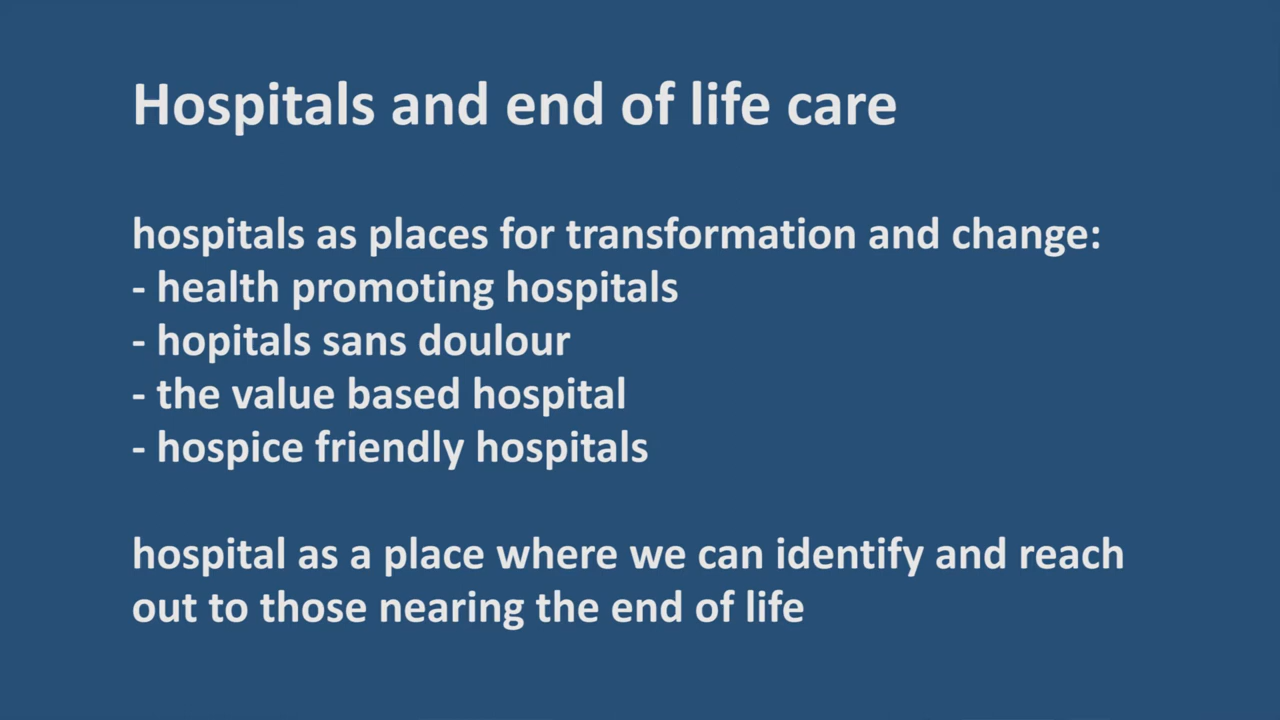 Hospitals and end of life care
hospitals as places for transformation and change:
- health promoting hospitals
- hopitals sans doulour
- the value based hospital
- hospice friendly hospitals
hospital as a place where we can identify and reach
out to those nearing the end of life